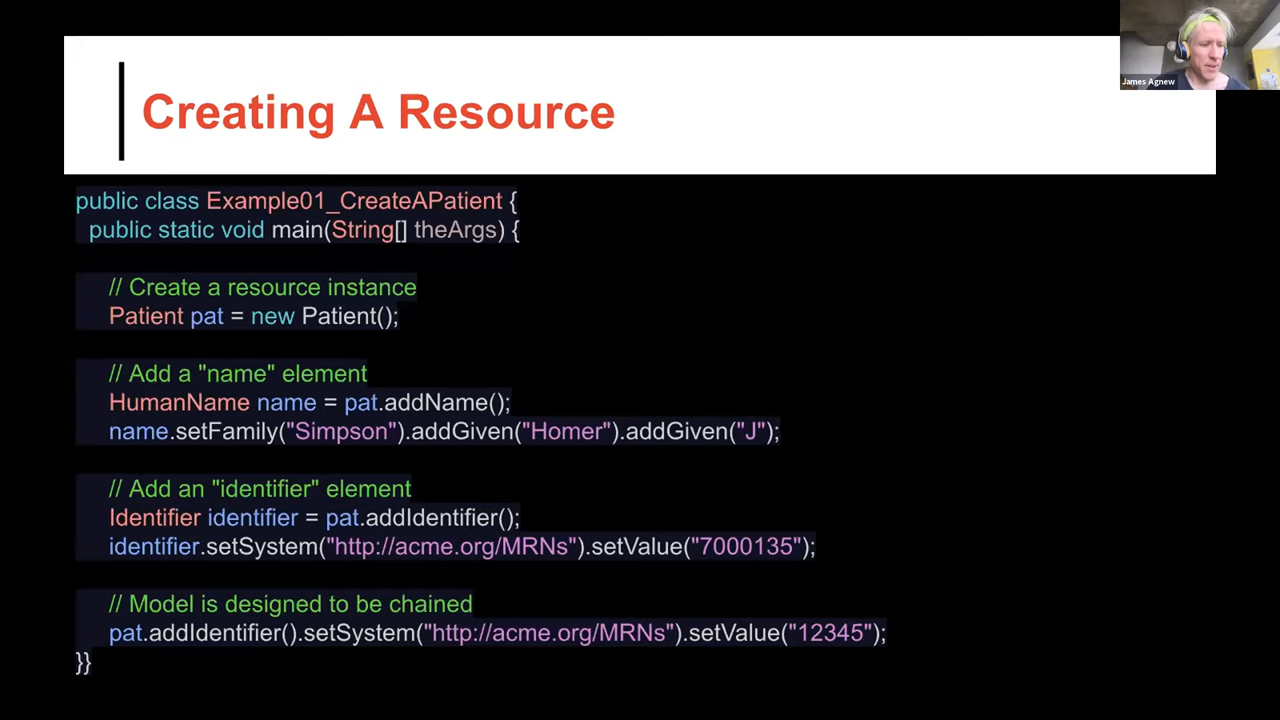 Creating A Resource
James Agnew
public class Example01_CreateAPatient {
public static void main(String[] theArgs) {
// Create a resource instance
Patient pat = new Patient();
// Add a "name" element
HumanName name = pat.addName();
name.setFamily("Simpson").addGiven("Homer").addGiven("J");
// Add an "identifier" element
Identifier identifier = pat.addIdentifier();
identifier.setSystem("http://acme.org/MRNs").setValue("7000135");
// Model is designed to be chained
pat.addIdentifier().setSystem("http://acme.org/MRNs").setValue("12345");
}}